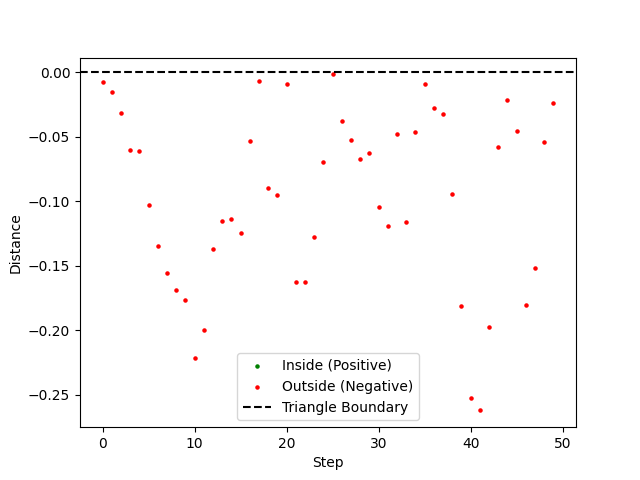 0.00
−0.05
−0.10
−0.15
−0.20
−0.25
Distance
Inside (Positive)
Outside (Negative)
Triangle Boundary
0 10 20 30 40 50
Step